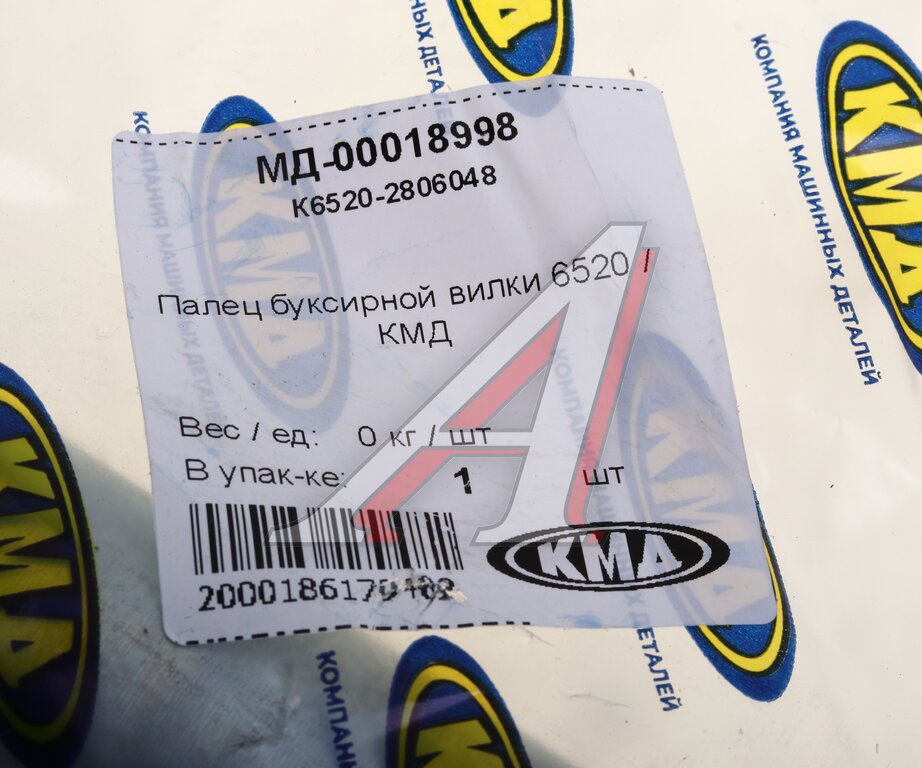 МД-00018998
К6520-2806048
Палец буксирной вилки 6520 /
КМД
Вес / ед: 0 кг / шт
В упак-ке: 1 шт
КМД
КОМПАНИЯ МАШИННЫХ ДЕТАЛЕЙ
КМД
КМД